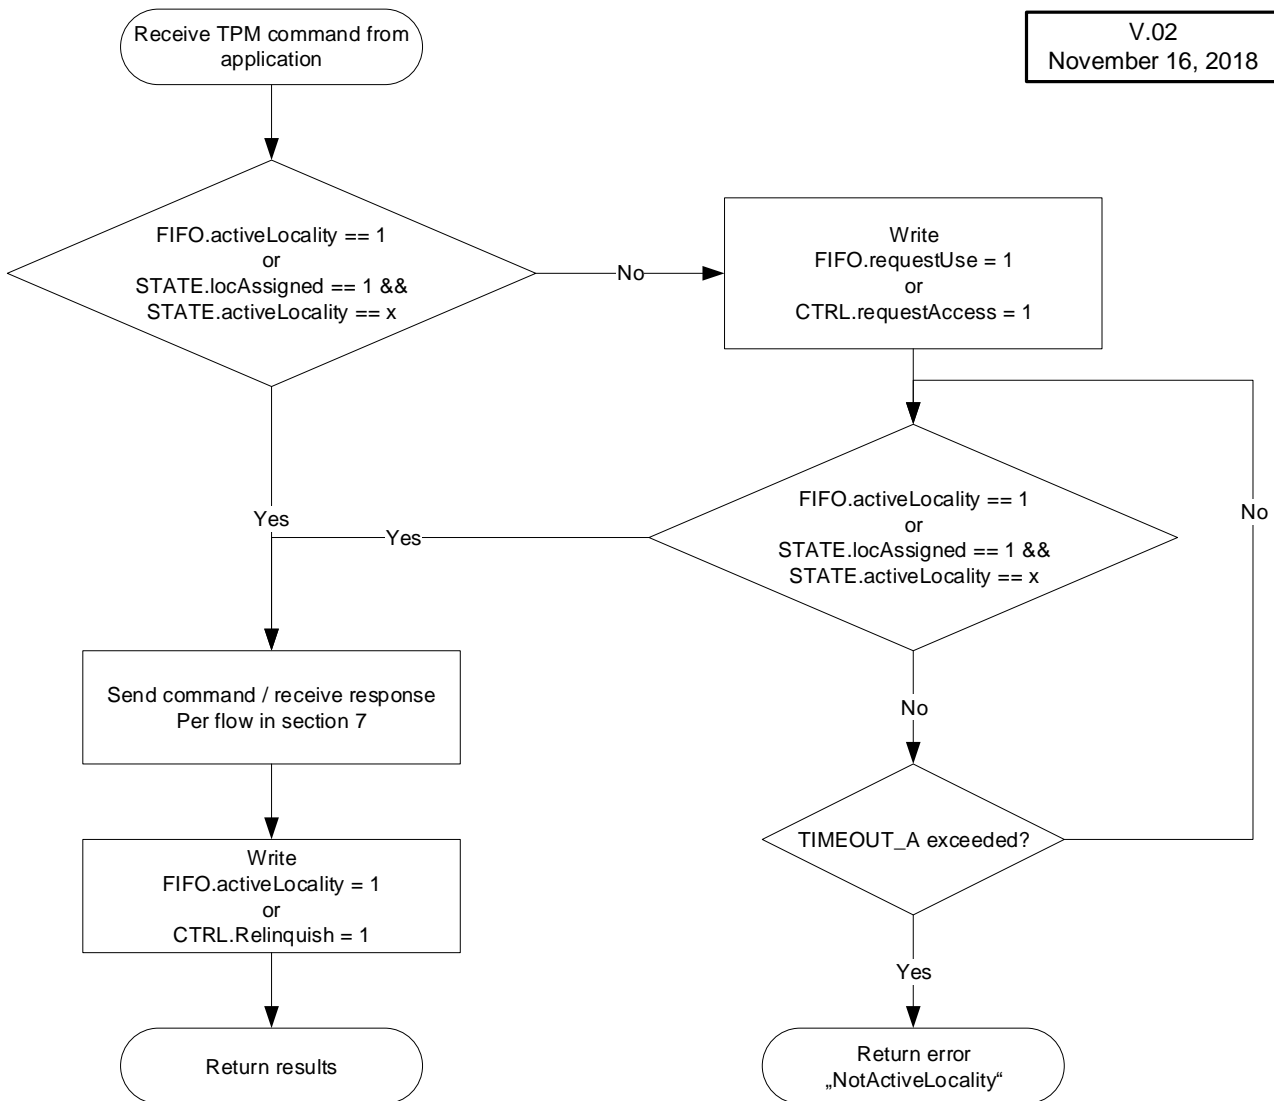 Receive TPM command from
application
V.02
November 16, 2018
FIFO.activeLocality == 1
or
STATE.locAssigned == 1 &&
STATE.activeLocality == x
No
Write
FIFO.requestUse = 1
or
CTRL.requestAccess = 1
Yes
FIFO.activeLocality == 1
or
STATE.locAssigned == 1 &&
STATE.activeLocality == x
Yes
No
No
Send command / receive response
Per flow in section 7
TIMEOUT_A exceeded?
Write
FIFO.activeLocality = 1
or
CTRL.Relinquish = 1
Yes
Return results
Return error
„NotActiveLocality“